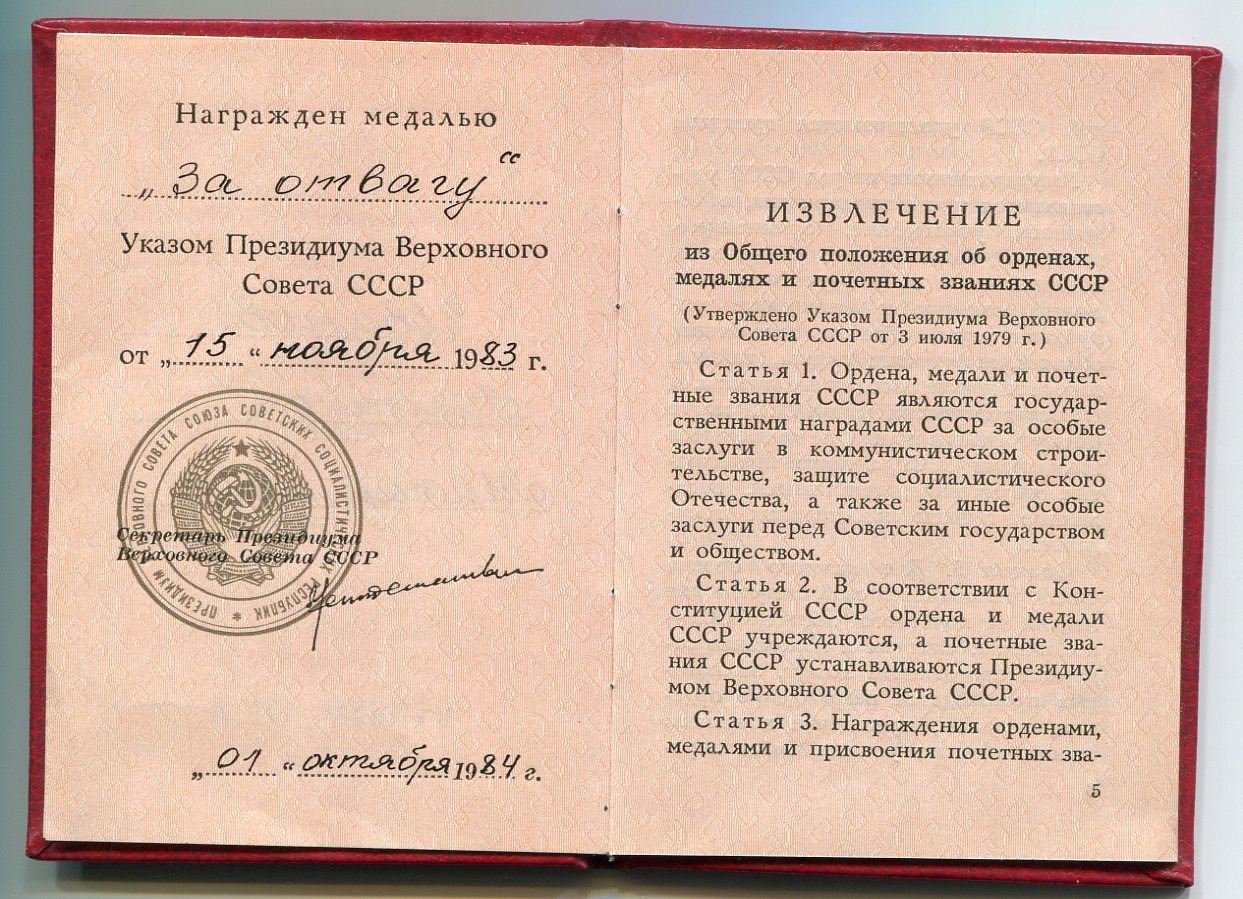 Награжден медалью
„За отвагу“
Указом Президиума Верховного
Совета СССР
от „15“ ноября 1983 г.
ПРЕЗИДИУМ ВЕРХОВНОГО СОВЕТА СОЮЗА СОВЕТСКИХ СОЦИАЛИСТИЧЕСКИХ РЕСПУБЛИК *
Секретарь Президиума
Верховного Совета СССР
„01“ октября 1984 г.
ИЗВЛЕЧЕНИЕ
из Общего положения об орденах,
медалях и почетных званиях СССР
(Утверждено Указом Президиума Верховного
Совета СССР от 3 июля 1979 г.)
Статья 1. Ордена, медали и почет-
ные звания СССР являются государ-
ственными наградами СССР за особые
заслуги в коммунистическом строи-
тельстве, защите социалистического
Отечества, а также за иные особые
заслуги перед Советским государством
и обществом.
Статья 2. В соответствии с Кон-
ституцией СССР ордена и медали
СССР учреждаются, а почетные зва-
ния СССР устанавливаются Президиу-
мом Верховного Совета СССР.
Статья 3. Награждения орденами,
медалями и присвоения почетных зва-
5